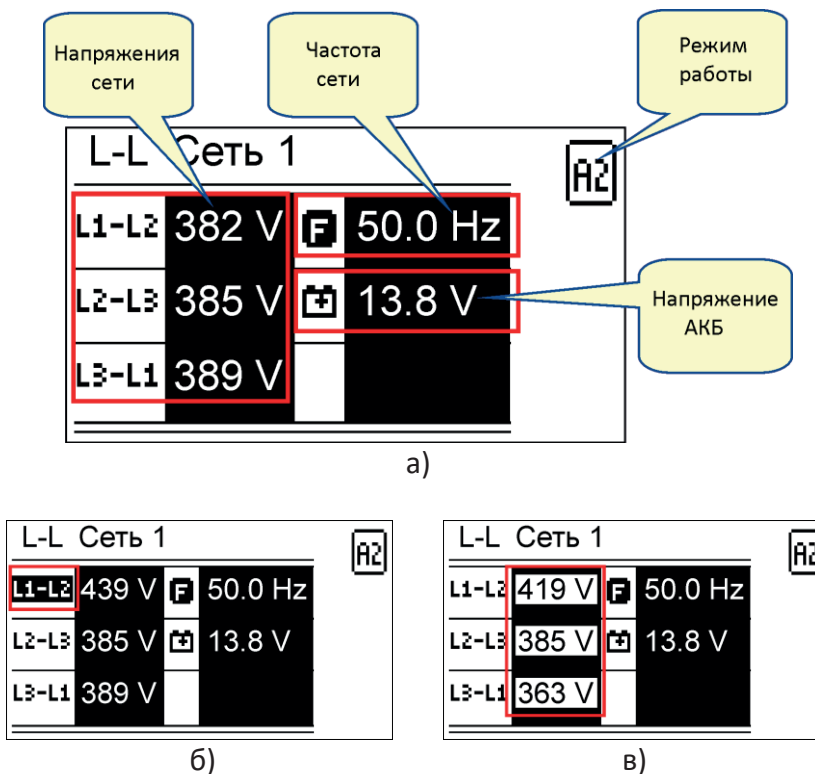 Напряжения
сети
Частота
сети
Режим
работы
L-L Сеть 1
A2
L1-L2 382 V F 50.0 Hz
L2-L3 385 V 13.8 V
L3-L1 389 V
Напряжение
АКБ
а)
L-L Сеть 1
A2
L1-L2 439 V F 50.0 Hz
L2-L3 385 V 13.8 V
L3-L1 389 V
б)
L-L Сеть 1
A2
L1-L2 419 V F 50.0 Hz
L2-L3 385 V 13.8 V
L3-L1 363 V
в)